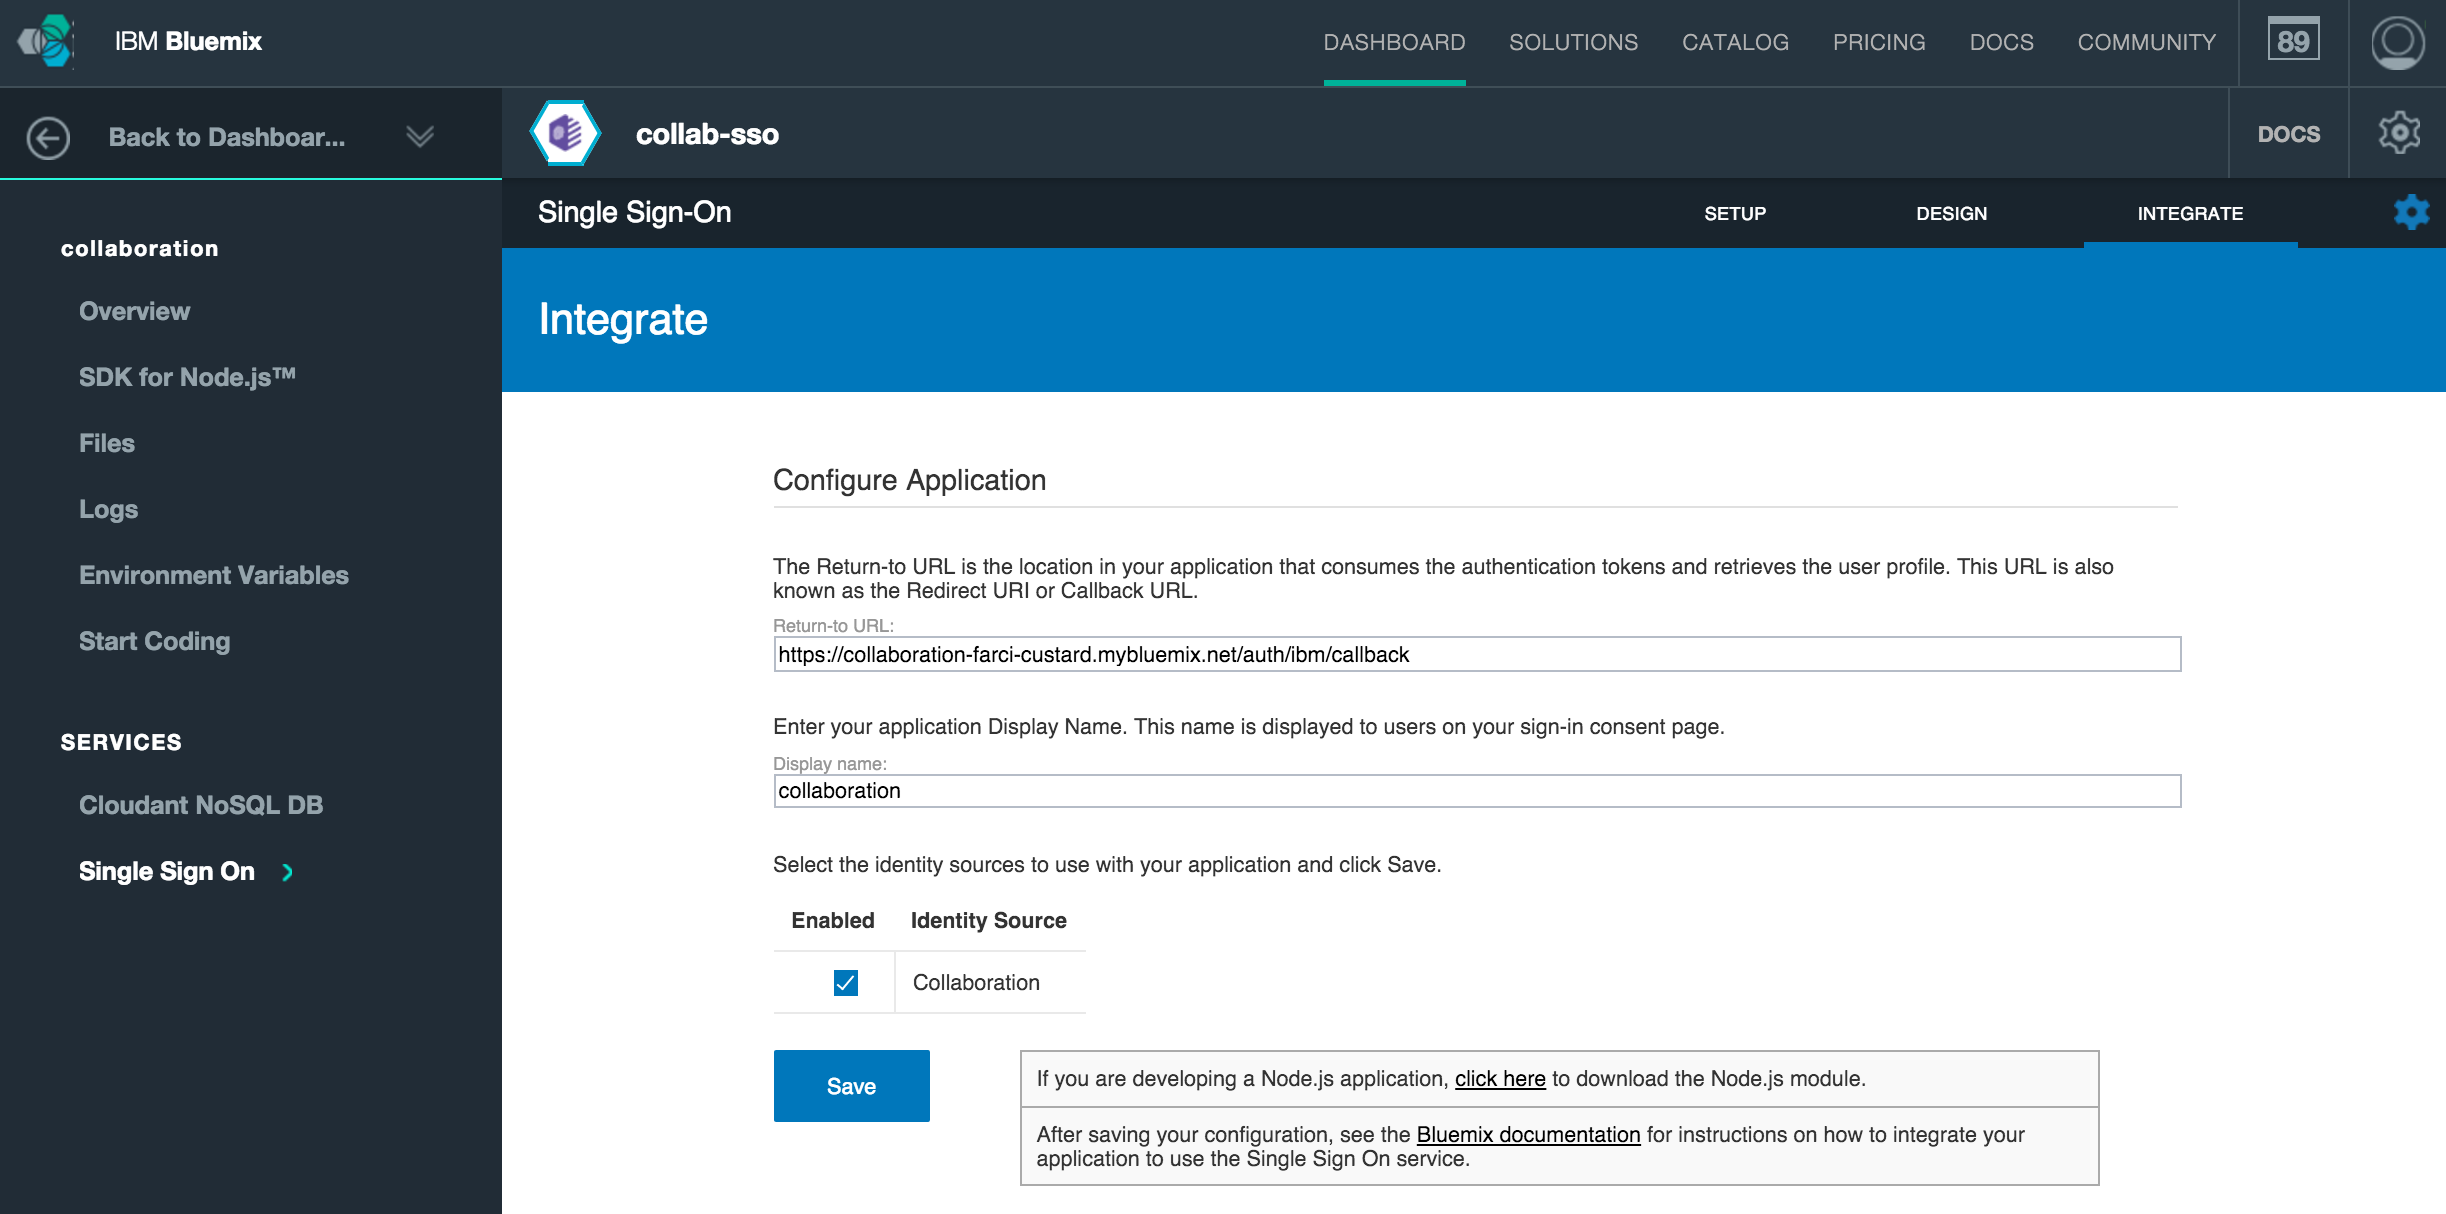 IBM Bluemix
DASHBOARD
SOLUTIONS
CATALOG
PRICING
DOCS
COMMUNITY
89
Back to Dashboar...
collab-sso
DOCS
Single Sign-On
SETUP
DESIGN
INTEGRATE
collaboration
Overview
SDK for Node.js™
Files
Logs
Environment Variables
Start Coding
SERVICES
Cloudant NoSQL DB
Single Sign On
Integrate
Configure Application
The Return-to URL is the location in your application that consumes the authentication tokens and retrieves the user profile. This URL is also
known as the Redirect URI or Callback URL.
Return-to URL:
https://collaboration-farci-custard.mybluemix.net/auth/ibm/callback
Enter your application Display Name. This name is displayed to users on your sign-in consent page.
Display name:
collaboration
Select the identity sources to use with your application and click Save.
Enabled
Identity Source
Collaboration
Save
If you are developing a Node.js application, click here to download the Node.js module.
After saving your configuration, see the Bluemix documentation for instructions on how to integrate your
application to use the Single Sign On service.